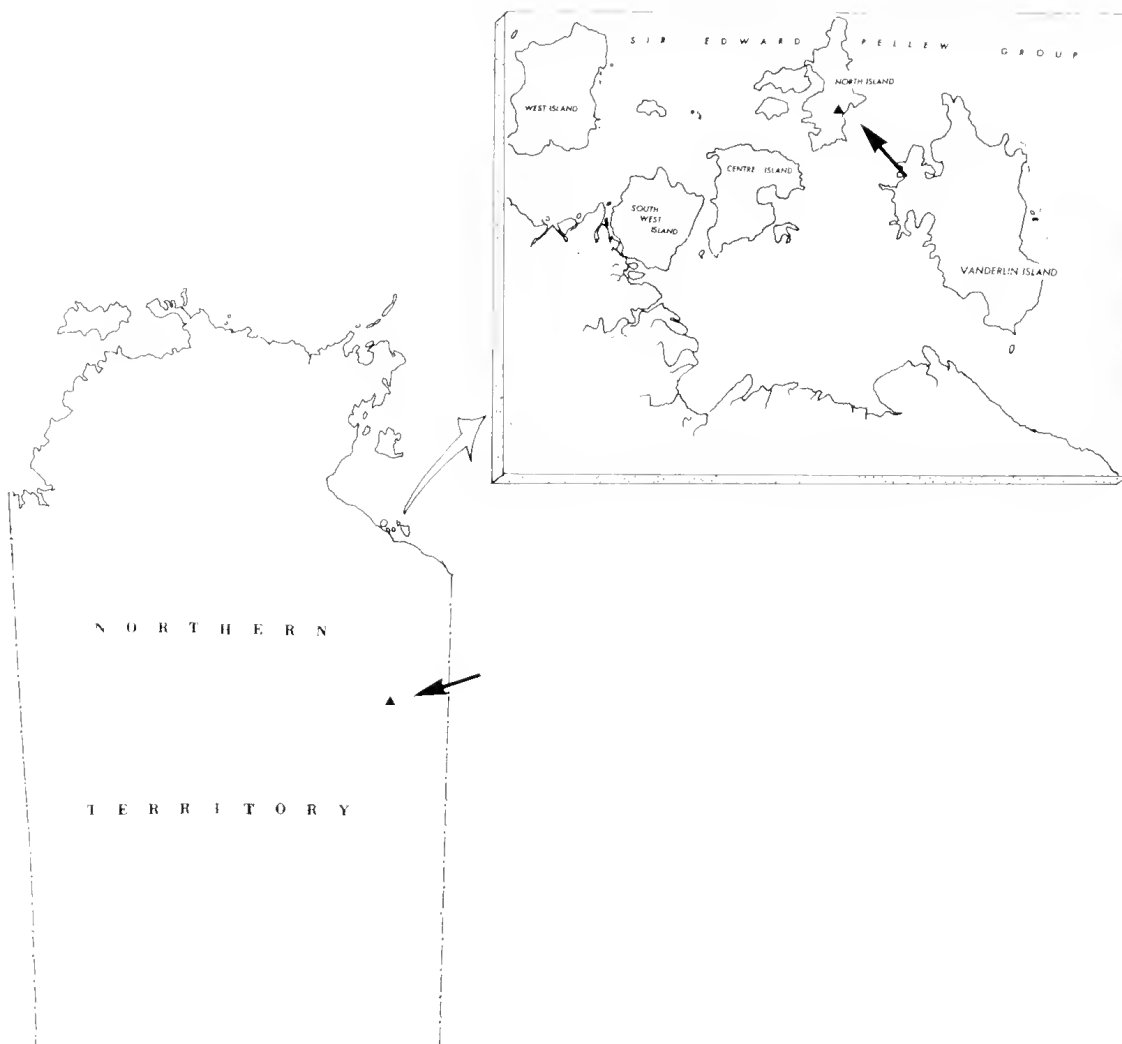 SIR EDWARD PELLEW GROUP
NORTH ISLAND
WEST ISLAND
CENTRE ISLAND
SOUTH
WEST
ISLAND
VANDERLIN ISLAND
NORTHERN
TERRITORY